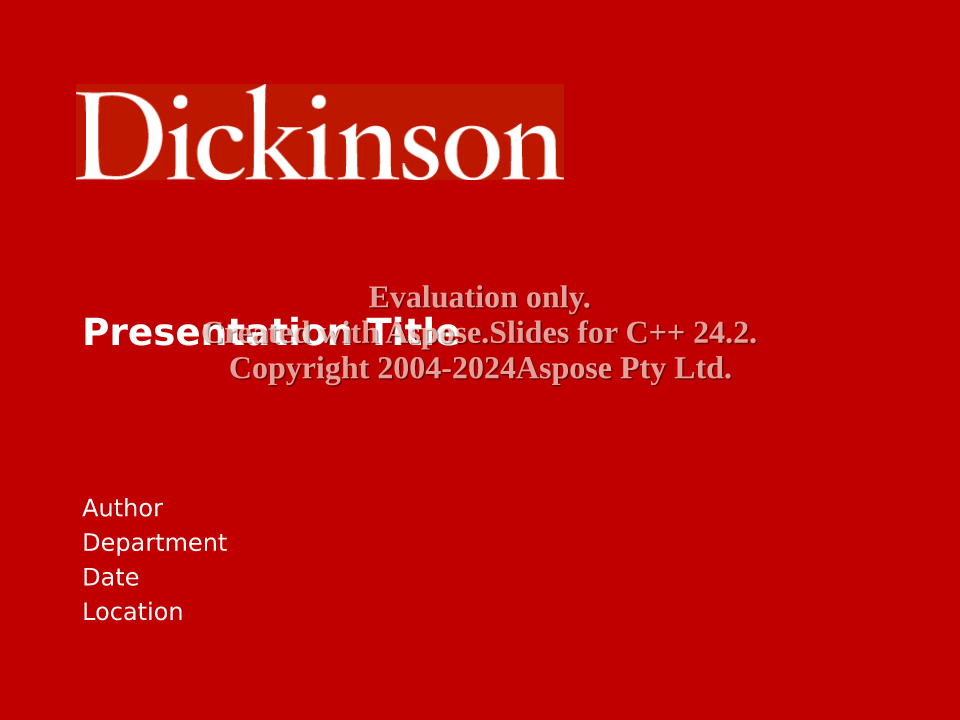 Dickinson
Evaluation only.
Presentation Title
Created with Aspose.Slides for C++ 24.2.
Copyright 2004-2024Aspose Pty Ltd.
Author
Department
Date
Location